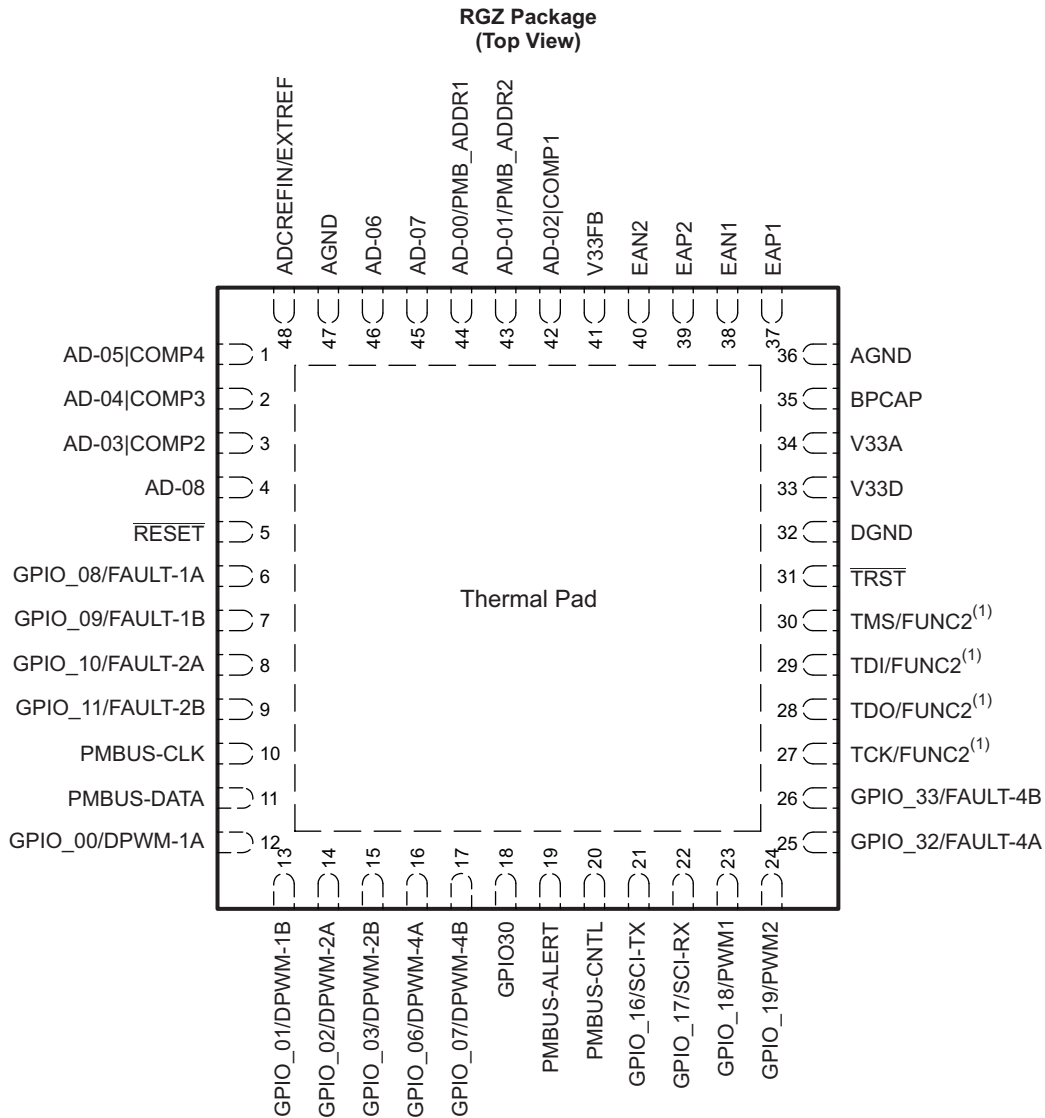 RGZ Package
(Top View)
ADCREFIN/EXTREF
AGND
AD-06
AD-07
AD-00/PMB_ADDR1
AD-01/PMB_ADDR2
AD-02|COMP1
V33FB
EAN2
EAP2
EAN1
EAP1
48
47
46
45
44
43
42
41
40
39
38
37
AD-05|COMP4 1
AD-04|COMP3 2
AD-03|COMP2 3
AD-08 4
RESET 5
GPIO_08/FAULT-1A 6
GPIO_09/FAULT-1B 7
GPIO_10/FAULT-2A 8
GPIO_11/FAULT-2B 9
PMBUS-CLK 10
PMBUS-DATA 11
GPIO_00/DPWM-1A 12
Thermal Pad
36 AGND
35 BPCAP
34 V33A
33 V33D
32 DGND
31 TRST
30 TMS/FUNC2(1)
29 TDI/FUNC2(1)
28 TDO/FUNC2(1)
27 TCK/FUNC2(1)
26 GPIO_33/FAULT-4B
25 GPIO_32/FAULT-4A
13
14
15
16
17
18
19
20
21
22
23
24
GPIO_01/DPWM-1B
GPIO_02/DPWM-2A
GPIO_03/DPWM-2B
GPIO_06/DPWM-4A
GPIO_07/DPWM-4B
GPIO30
PMBUS-ALERT
PMBUS-CNTL
GPIO_16/SCI-TX
GPIO_17/SCI-RX
GPIO_18/PWM1
GPIO_19/PWM2